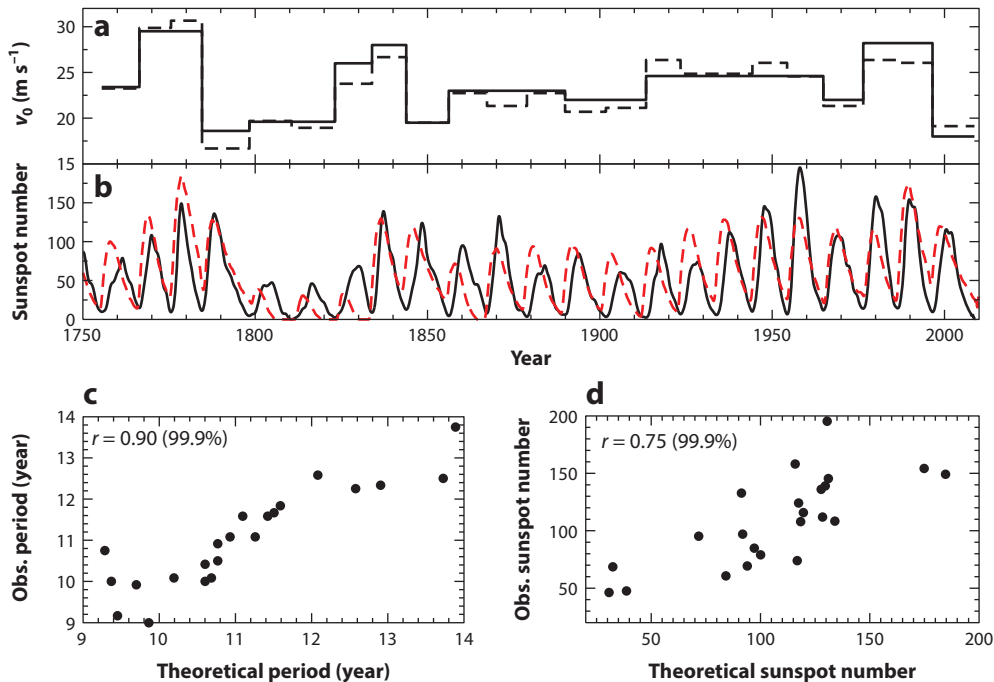 a
v0 (m s−1)
30
25
20
15
b
Sunspot number
150
100
50
0
1750 1800 1850 1900 1950 2000
Year
c
r = 0.90 (99.9%)
Obs. period (year)
14
13
12
11
10
9
9 10 11 12 13 14
Theoretical period (year)
d
r = 0.75 (99.9%)
Obs. sunspot number
200
150
100
50
50 100 150 200
Theoretical sunspot number